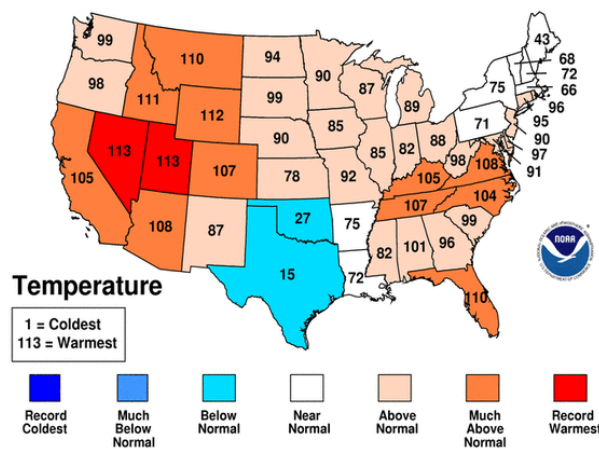 99
98
110
111
112
113
113
105
107
108
87
94
99
90
78
27
15
90
85
92
75
72
87
85
82
89
88
98
105
107
82
101
96
99
104
108
110
71
75
43
68
72
66
96
95
90
97
91
NOAA
Temperature
1 = Coldest
113 = Warmest
Record
Coldest
Much
Below
Normal
Below
Normal
Near
Normal
Above
Normal
Much
Above
Normal
Record
Warmest